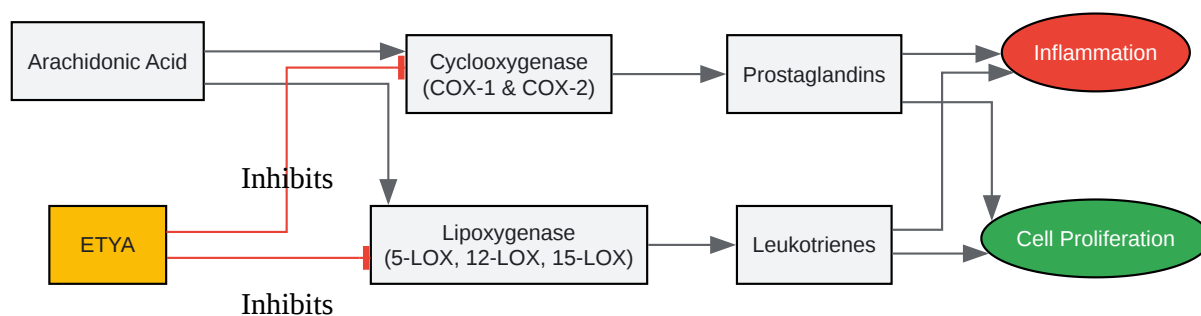 Arachidonic Acid
Cyclooxygenase
(COX-1 & COX-2)
Prostaglandins
Inflammation
Inhibits
ETYA
Lipoxygenase
(5-LOX, 12-LOX, 15-LOX)
Leukotrienes
Cell Proliferation
Inhibits